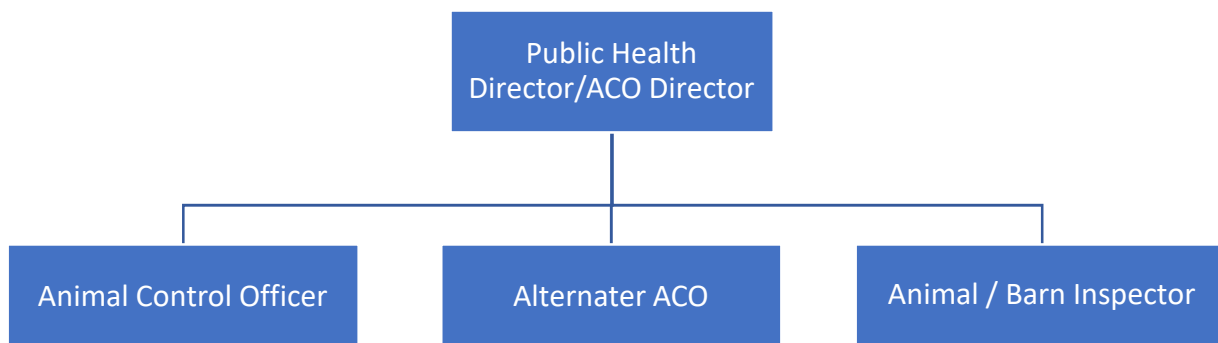 Public Health
Director/ACO Director
Animal Control Officer
Alternater ACO
Animal / Barn Inspector